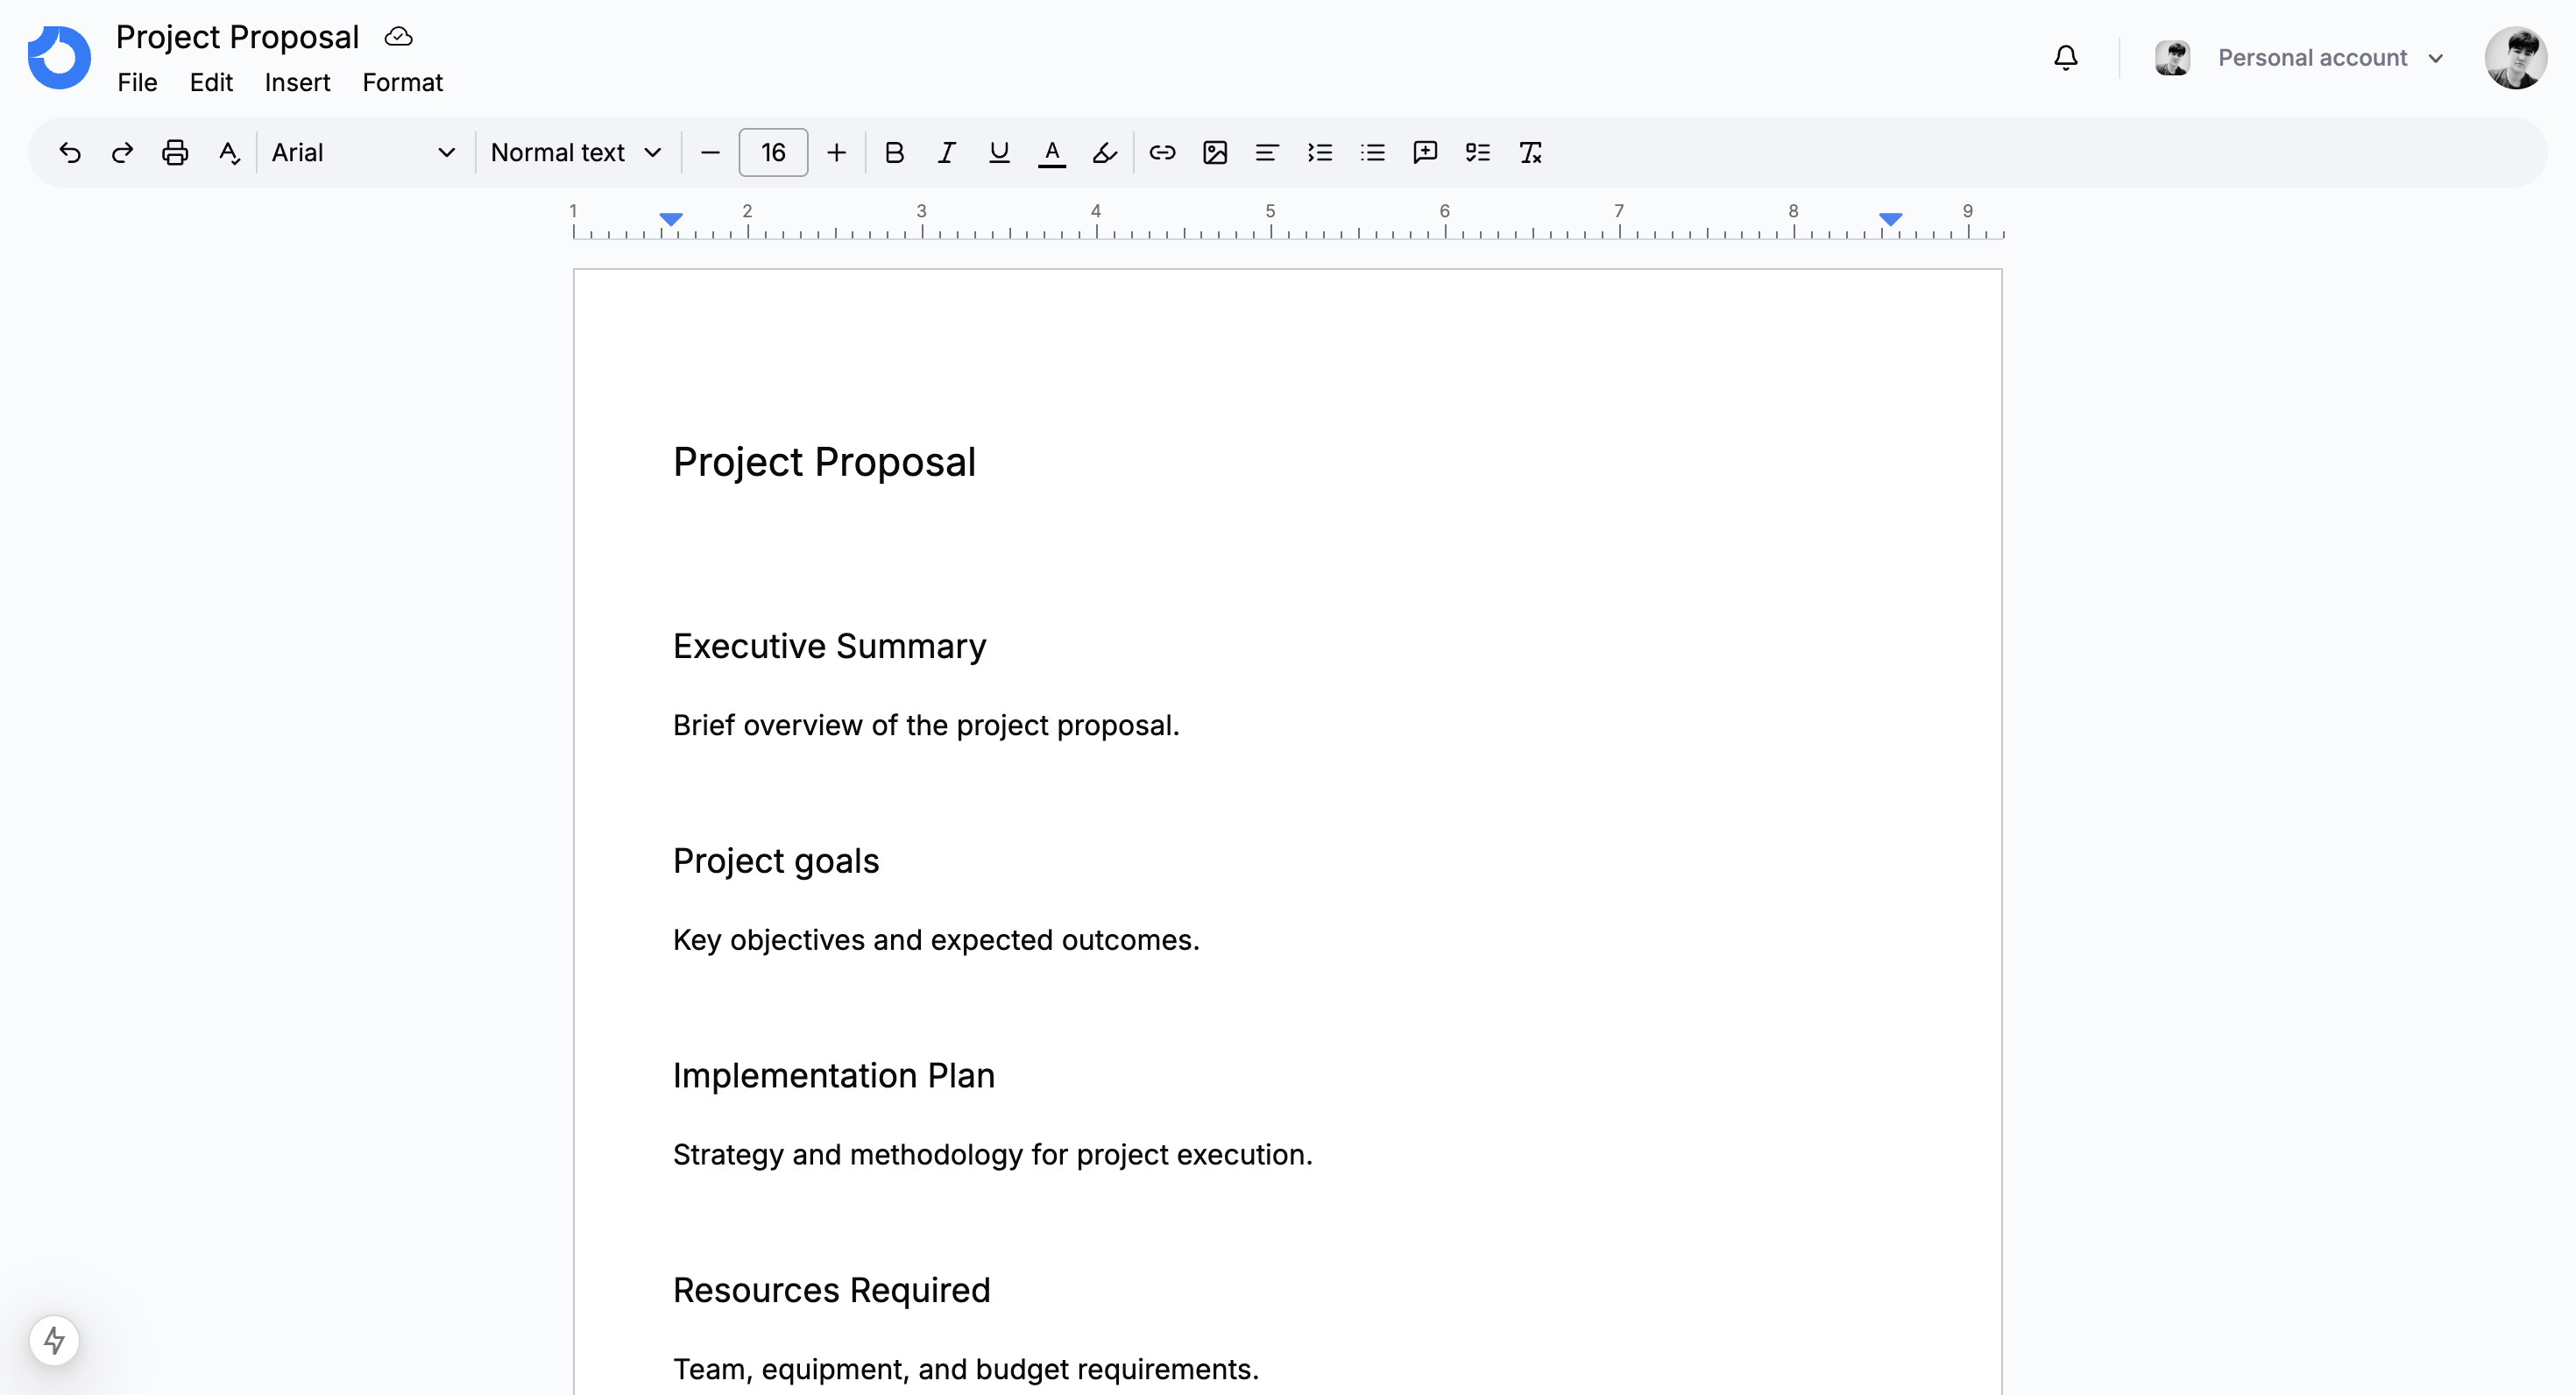 Project Proposal
File Edit Insert Format
Personal account
Arial Normal text 16
1 2 3 4 5 6 7 8 9
Project Proposal
Executive Summary
Brief overview of the project proposal.
Project goals
Key objectives and expected outcomes.
Implementation Plan
Strategy and methodology for project execution.
Resources Required
Team, equipment, and budget requirements.